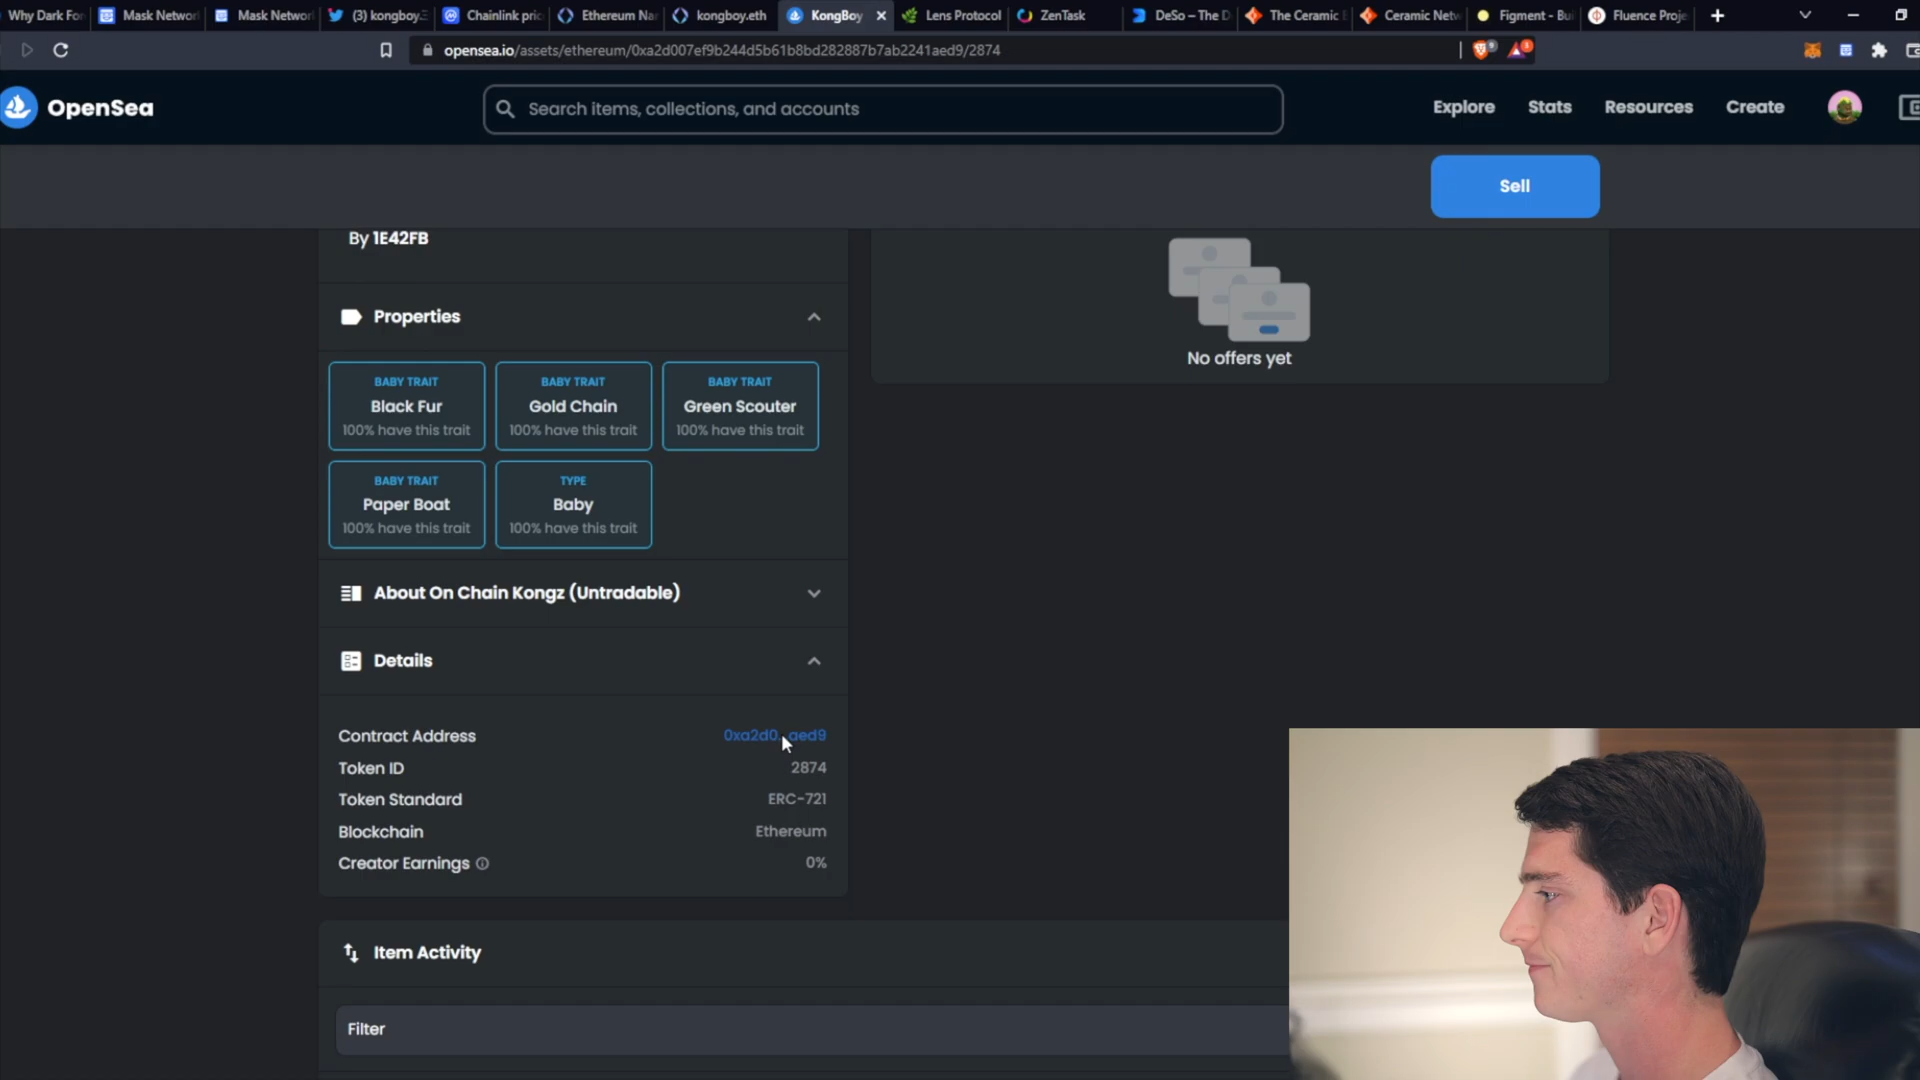 Why Dark For
Mask Networ
Mask Networ
(3) kongboy.
Chainlink pric
Ethereum Na
kongboy.eth
KongBoy
Lens Protocol
ZenTask
DeSo – The D
The Ceramic
Ceramic Netw
Figment - Bui
Fluence Proje
opensea.io/assets/ethereum/0xa2d007ef9b244d5b61b8bd282887b7ab2241aed9/2874
OpenSea
Search items, collections, and accounts
Explore
Stats
Resources
Create
Sell
By 1E42FB
Properties
BABY TRAIT
Black Fur
100% have this trait
BABY TRAIT
Gold Chain
100% have this trait
BABY TRAIT
Green Scouter
100% have this trait
BABY TRAIT
Paper Boat
100% have this trait
TYPE
Baby
100% have this trait
No offers yet
About On Chain Kongz (Untradable)
Details
Contract Address 0xa2d0...aed9
Token ID 2874
Token Standard ERC-721
Blockchain Ethereum
Creator Earnings 0%
Item Activity
Filter